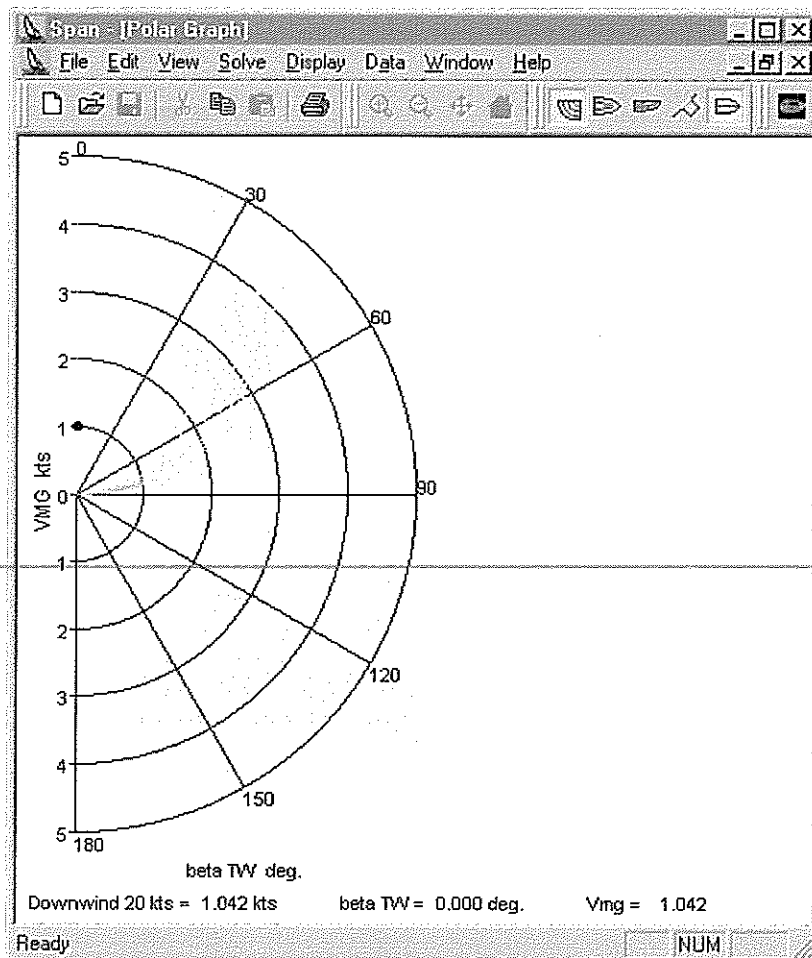 Span - [Polar Graph]
File Edit View Solve Display Data Window Help
5 0
30
4
3
60
2
1
VMG kts
0
90
1
2
120
3
4
150
5
180
beta TW deg.
Downwind 20 kts = 1.042 kts beta TW = 0.000 deg. Vmg = 1.042
Ready NUM